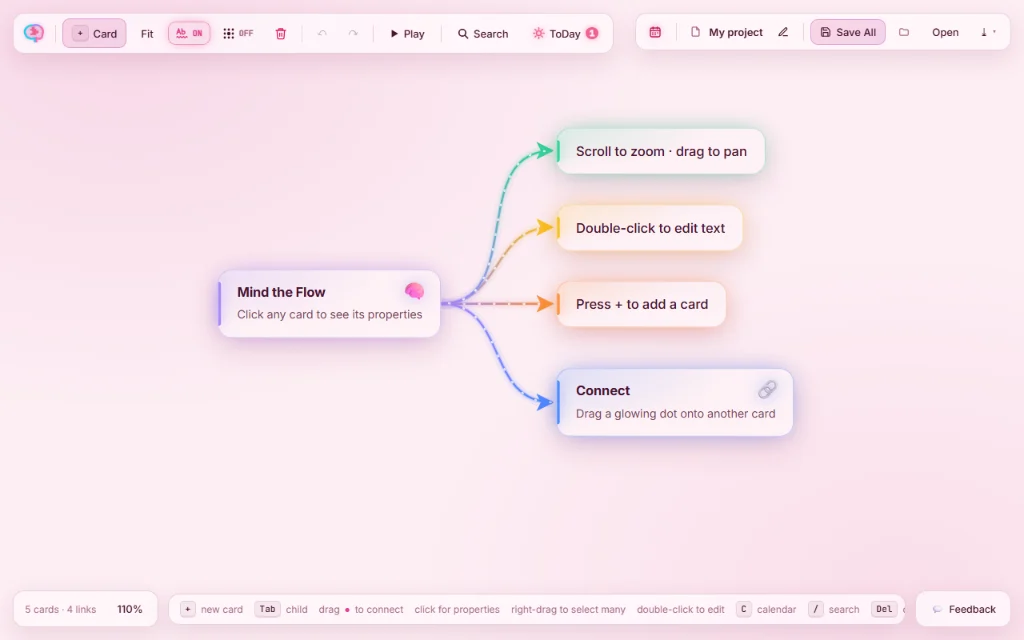 + Card Fit Ab ON OFF Play Search ToDay 1 My project Save All Open
Scroll to zoom · drag to pan
Double-click to edit text
Mind the Flow
Click any card to see its properties
Press + to add a card
Connect
Drag a glowing dot onto another card
5 cards · 4 links 110% + new card Tab child drag • to connect click for properties right-drag to select many double-click to edit C calendar / search Del Feedback